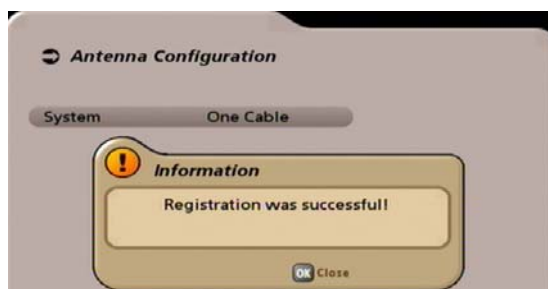 Antenna Configuration
System One Cable
Information
Registration was successful!
OK Close